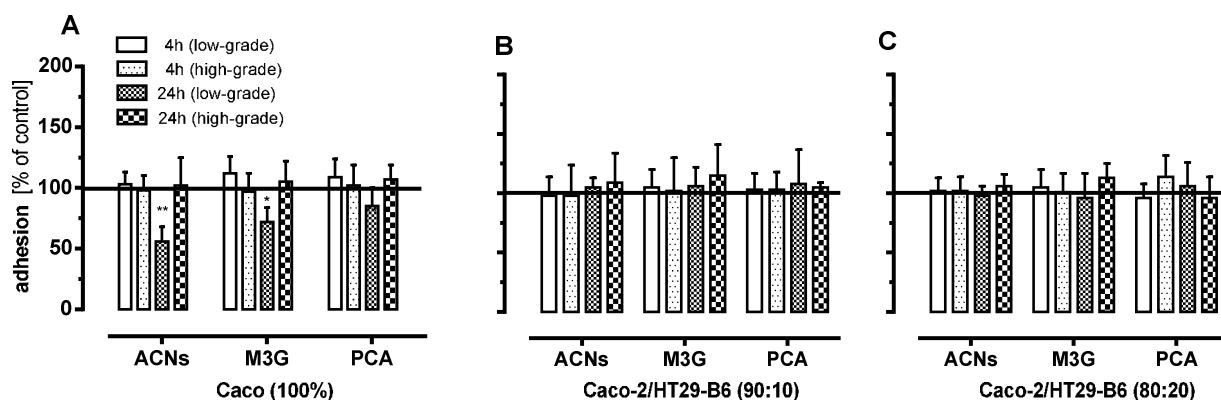 A
B
C
4h (low-grade)
4h (high-grade)
24h (low-grade)
24h (high-grade)
adhesion [% of control]
200
150
100
50
0
**
*
ACNs M3G PCA
Caco (100%)
ACNs M3G PCA
Caco-2/HT29-B6 (90:10)
ACNs M3G PCA
Caco-2/HT29-B6 (80:20)